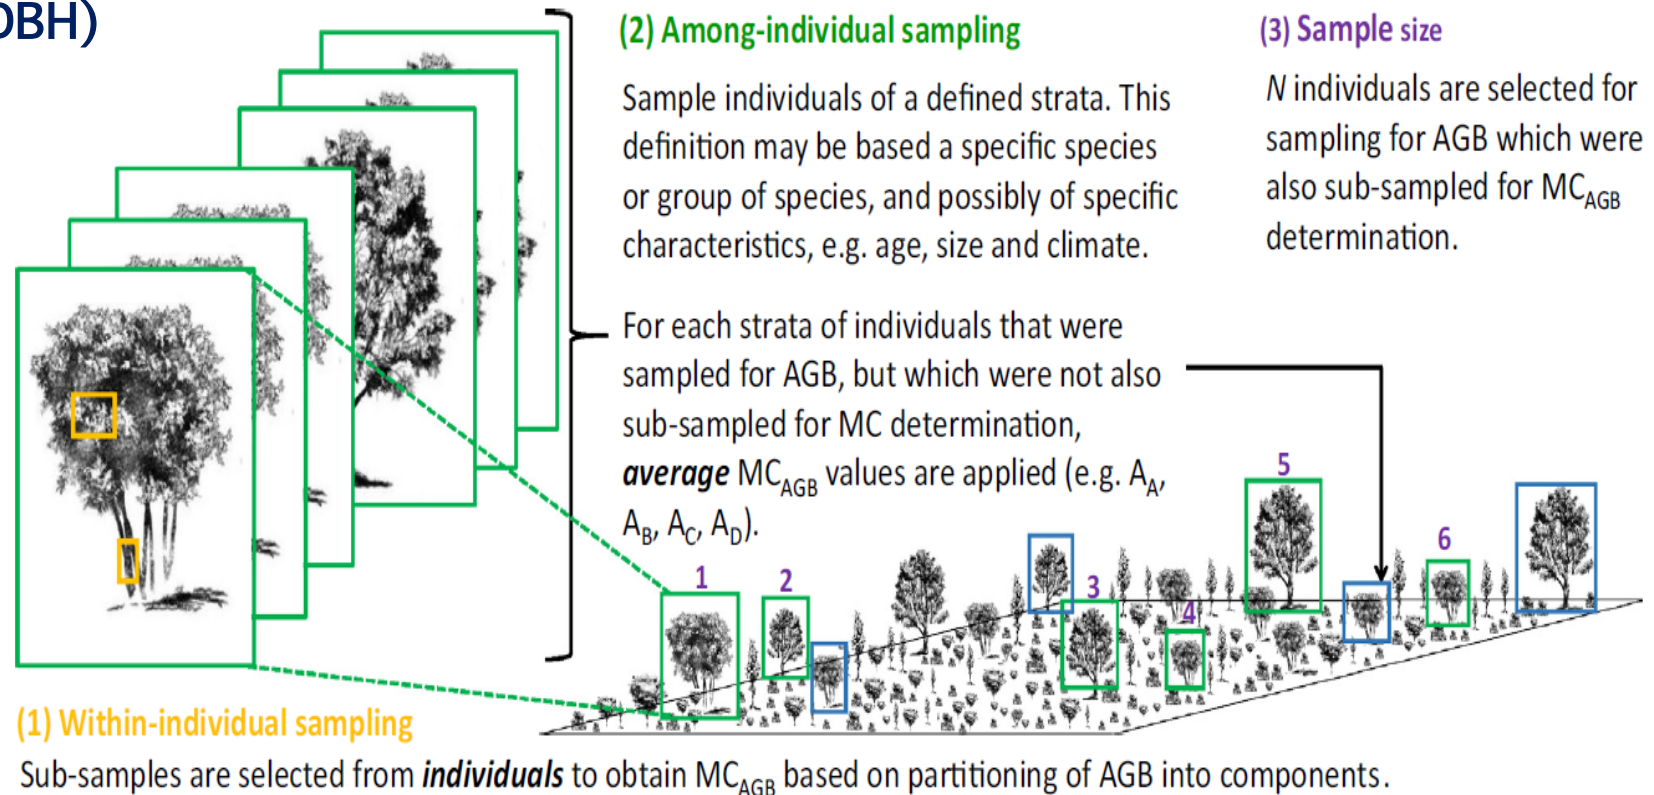 DBH)
(2) Among-individual sampling
Sample individuals of a defined strata. This
definition may be based a specific species
or group of species, and possibly of specific
characteristics, e.g. age, size and climate.
For each strata of individuals that were
sampled for AGB, but which were not also
sub-sampled for MC determination,
average MCAGB values are applied (e.g. AA,
AB, AC, AD).
(3) Sample size
N individuals are selected for
sampling for AGB which were
also sub-sampled for MCAGB
determination.
1
2
3
4
5
6
(1) Within-individual sampling
Sub-samples are selected from individuals to obtain MCAGB based on partitioning of AGB into components.